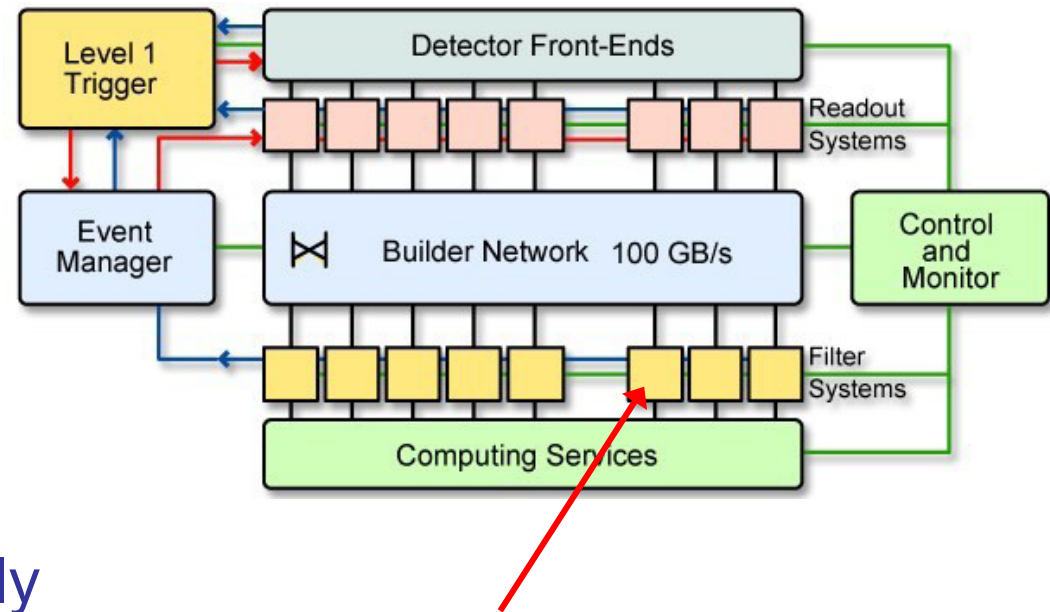 Level 1
Trigger
Detector Front-Ends
Readout
Systems
Event
Manager
Builder Network 100 GB/s
Control
and
Monitor
Filter
Systems
Computing Services
ly